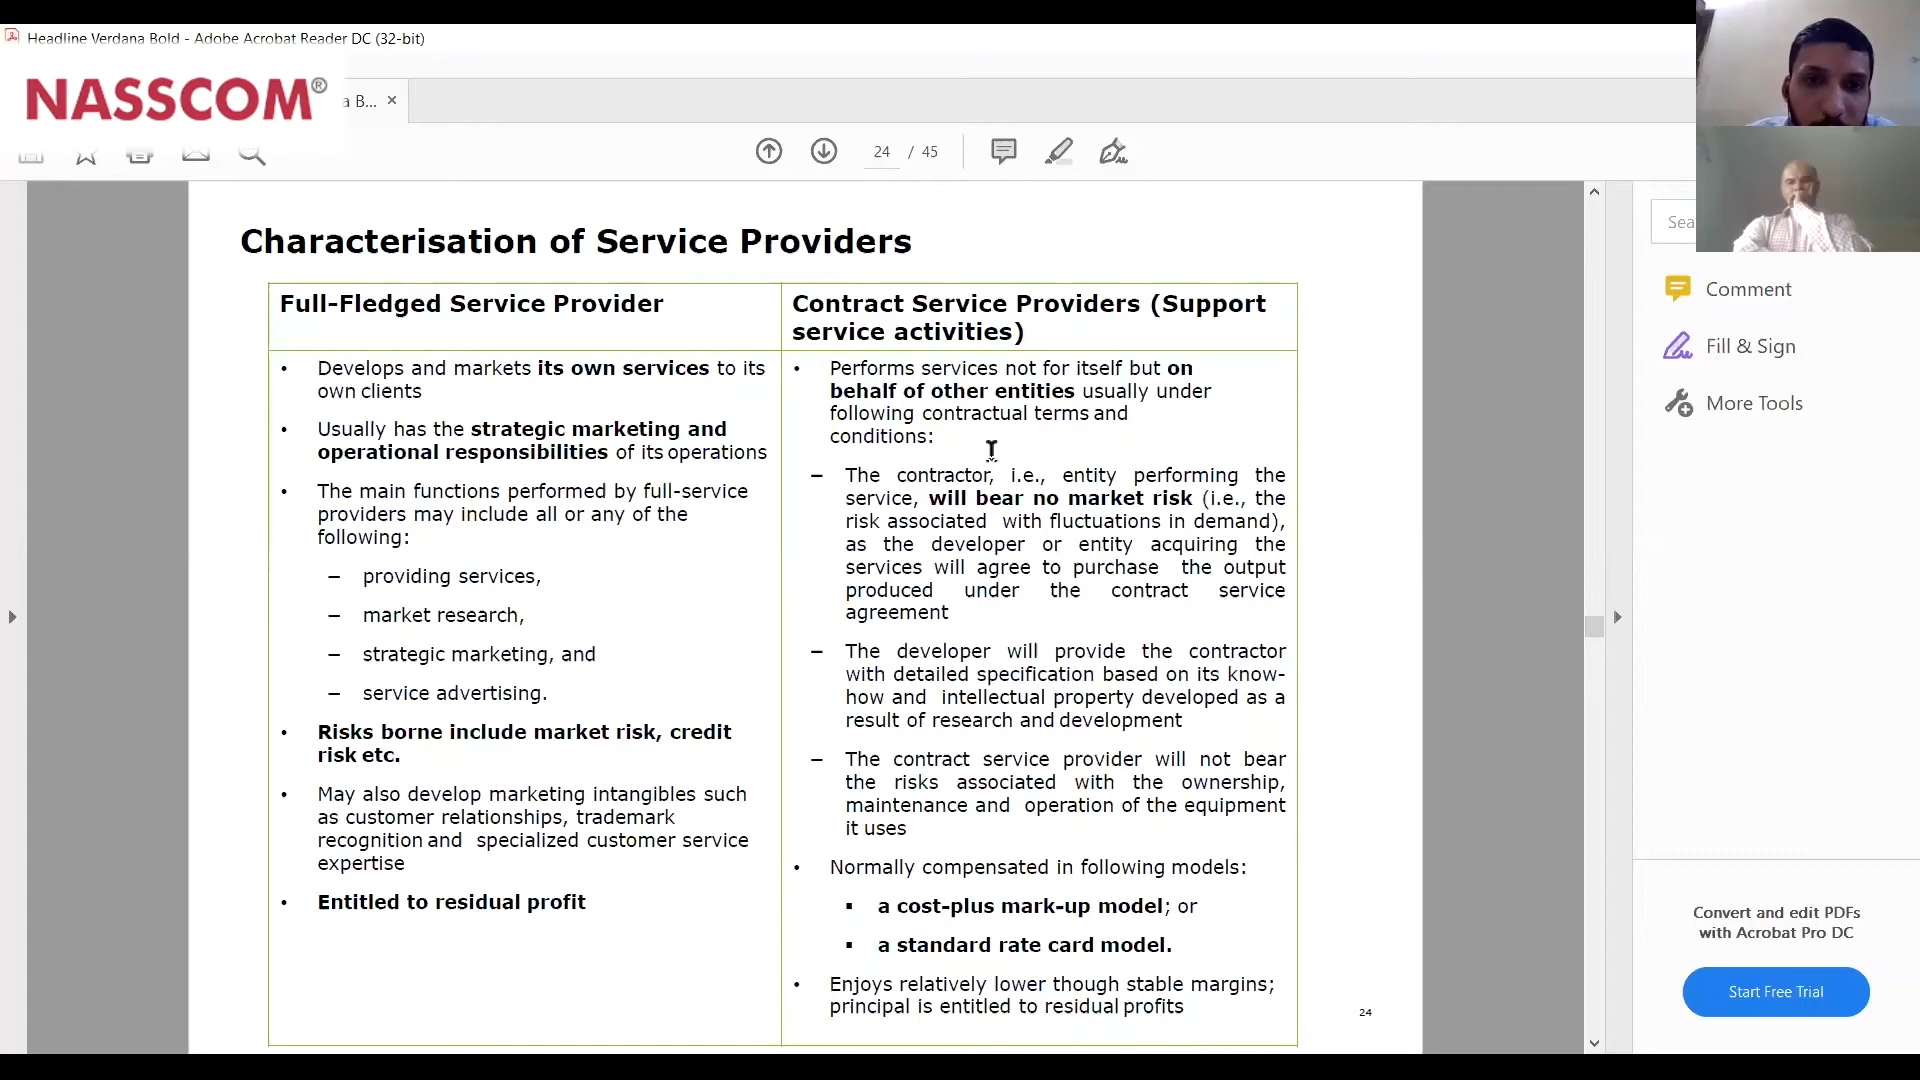 Headline Verdana Bold - Adobe Acrobat Reader DC (32-bit)
NASSCOM®
a B... ×
24 / 45
Characterisation of Service Providers
Full-Fledged Service Provider
• Develops and markets its own services to its
own clients
• Usually has the strategic marketing and
operational responsibilities of its operations
• The main functions performed by full-service
providers may include all or any of the
following:
– providing services,
– market research,
– strategic marketing, and
– service advertising.
• Risks borne include market risk, credit
risk etc.
• May also develop marketing intangibles such
as customer relationships, trademark
recognition and specialized customer service
expertise
• Entitled to residual profit
Contract Service Providers (Support
service activities)
• Performs services not for itself but on
behalf of other entities usually under
following contractual terms and
conditions:
– The contractor, i.e., entity performing the
service, will bear no market risk (i.e., the
risk associated with fluctuations in demand),
as the developer or entity acquiring the
services will agree to purchase the output
produced under the contract service
agreement
– The developer will provide the contractor
with detailed specification based on its know-
how and intellectual property developed as a
result of research and development
– The contract service provider will not bear
the risks associated with the ownership,
maintenance and operation of the equipment
it uses
• Normally compensated in following models:
▪ a cost-plus mark-up model; or
▪ a standard rate card model.
• Enjoys relatively lower though stable margins;
principal is entitled to residual profits
24
Sea
Comment
Fill & Sign
More Tools
Convert and edit PDFs
with Acrobat Pro DC
Start Free Trial